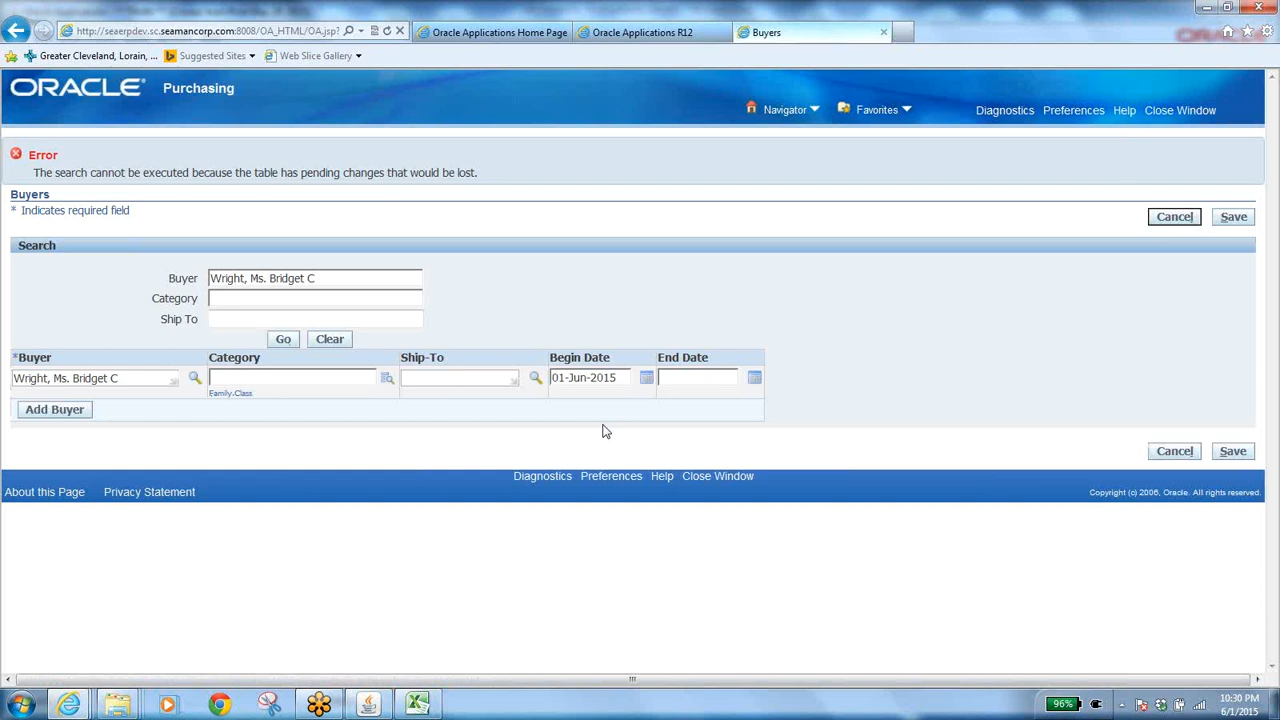 http://seaerpdev.sc.seamancorp.com:8008/OA_HTML/OA.jsp?
Oracle Applications Home Page
Oracle Applications R12
Buyers
Greater Cleveland, Lorain, ...
Suggested Sites
Web Slice Gallery
ORACLE
Purchasing
Navigator
Favorites
Diagnostics Preferences Help Close Window
Error
The search cannot be executed because the table has pending changes that would be lost.
Buyers
* Indicates required field
Cancel Save
Search
Buyer Wright, Ms. Bridget C
Category
Ship To
Go Clear
*Buyer Category Ship-To Begin Date End Date
Wright, Ms. Bridget C 01-Jun-2015
Family.Class
Add Buyer
Cancel Save
Diagnostics Preferences Help Close Window
About this Page Privacy Statement
Copyright (c) 2006, Oracle. All rights reserved.
96%
10:30 PM
6/1/2015